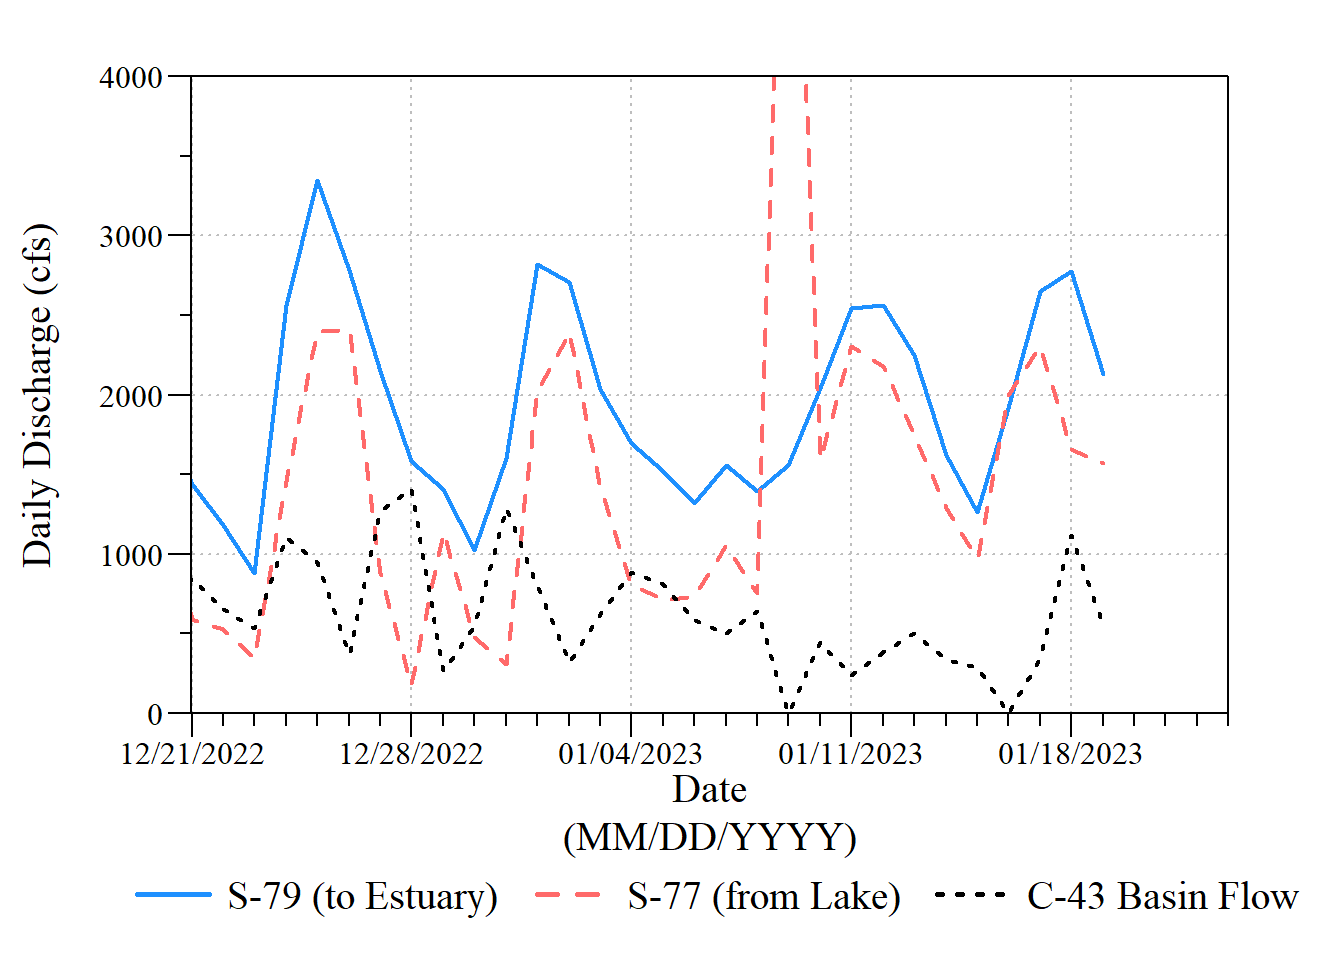 Daily Discharge (cfs)
4000
3000
2000
1000
0
12/21/2022 12/28/2022 01/04/2023 01/11/2023 01/18/2023
Date
(MM/DD/YYYY)
S-79 (to Estuary) S-77 (from Lake) C-43 Basin Flow